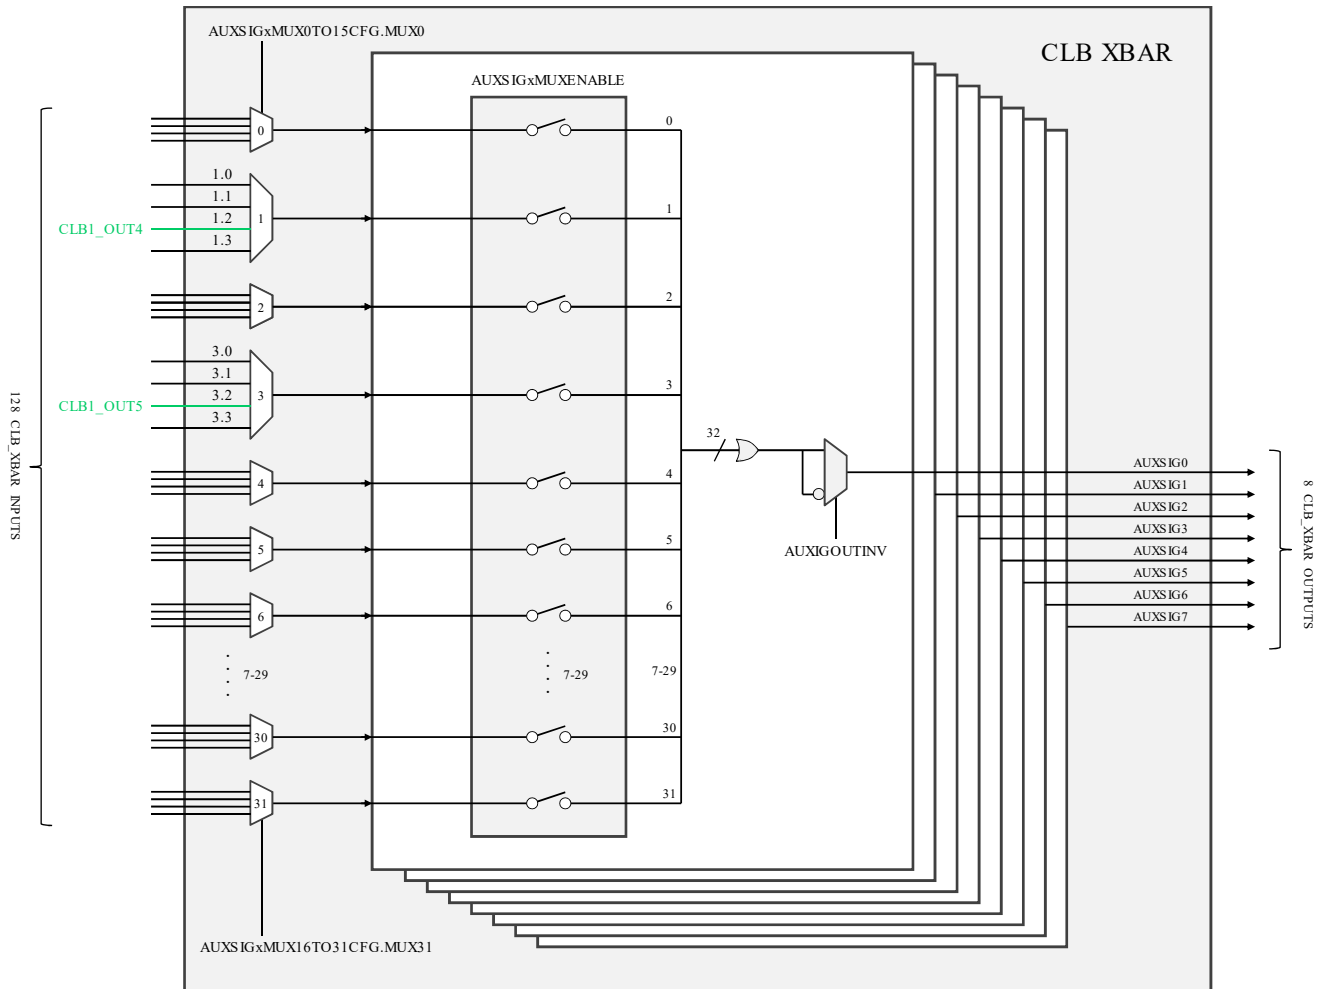 AUXSIGxMUX0TO15CFG.MUX0
CLB XBAR
AUXSIGxMUXENABLE
0
0
1.0
1.1
1.2
1.3
1
1
CLB1_OUT4
2
2
3.0
3.1
3.2
3.3
3
3
CLB1_OUT5
128 CLB_XBAR INPUTS
32
4
4
5
5
6
6
7-29
7-29
7-29
30
30
31
31
AUXIGOUTINV
AUXSIG0
AUXSIG1
AUXSIG2
AUXSIG3
AUXSIG4
AUXSIG5
AUXSIG6
AUXSIG7
8 CLB_XBAR OUTPUTS
AUXSIGxMUX16TO31CFG.MUX31